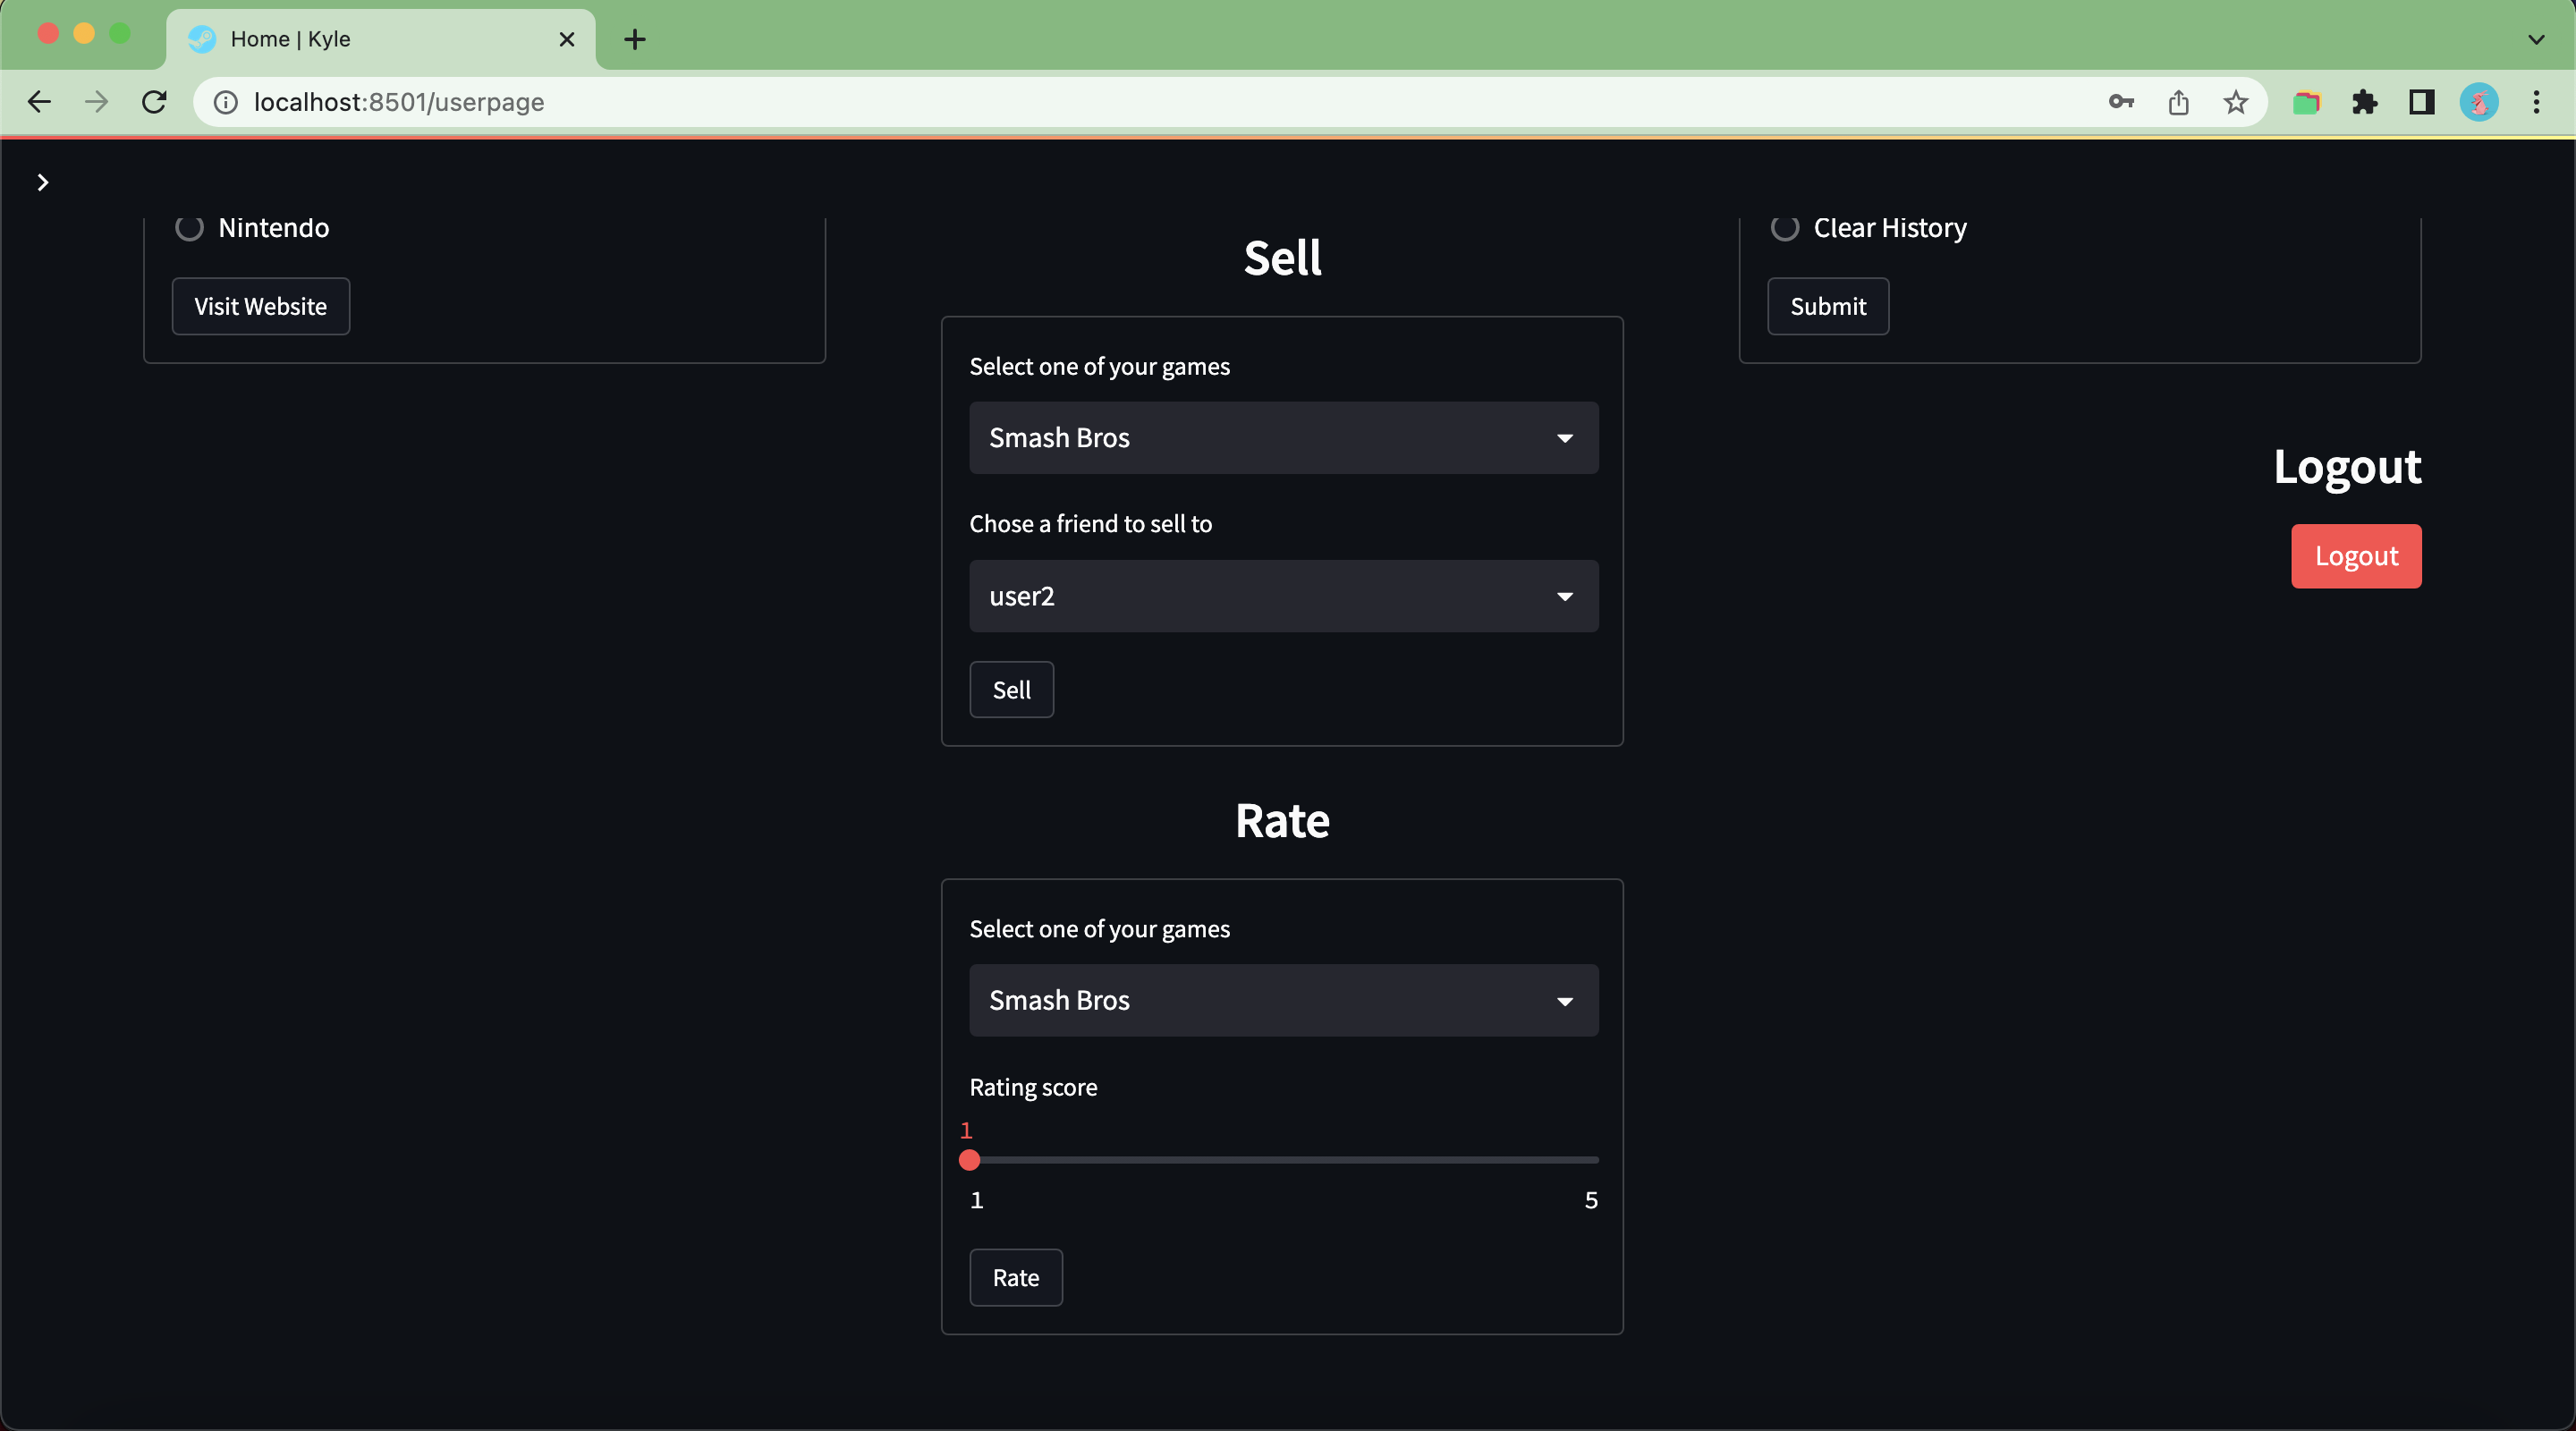 Home | Kyle
localhost:8501/userpage
Nintendo
Visit Website
Sell
Select one of your games
Smash Bros
Chose a friend to sell to
user2
Sell
Rate
Select one of your games
Smash Bros
Rating score
1
1 5
Rate
Clear History
Submit
Logout
Logout